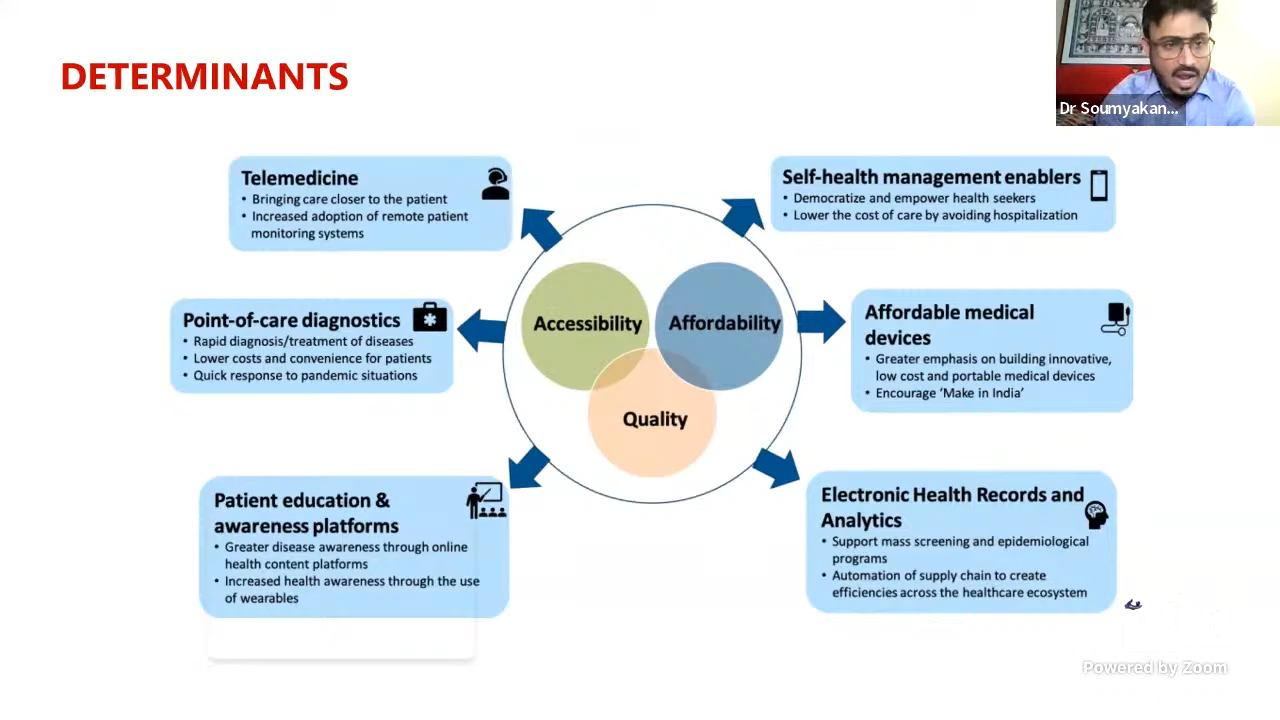 DETERMINANTS
Dr Soumyakan...
Telemedicine
• Bringing care closer to the patient
• Increased adoption of remote patient
monitoring systems
Self-health management enablers
• Democratize and empower health seekers
• Lower the cost of care by avoiding hospitalization
Point-of-care diagnostics
• Rapid diagnosis/treatment of diseases
• Lower costs and convenience for patients
• Quick response to pandemic situations
Accessibility
Affordability
Quality
Affordable medical
devices
• Greater emphasis on building innovative,
low cost and portable medical devices
• Encourage ‘Make in India’
Patient education &
awareness platforms
• Greater disease awareness through online
health content platforms
• Increased health awareness through the use
of wearables
Electronic Health Records and
Analytics
• Support mass screening and epidemiological
programs
• Automation of supply chain to create
efficiencies across the healthcare ecosystem
Powered by Zoom